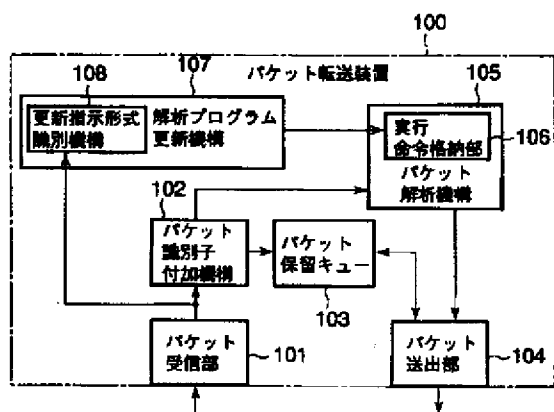 100
パケット転送装置
108
107
105
更新指示形式
識別機構
解析プログラム
更新機構
実行
命令格納部
106
パケット
解析機構
102
パケット
識別子
付加機構
パケット
保留キュー
103
パケット
受信部
101
パケット
送出部
104